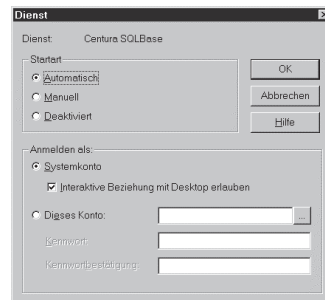 Dienst
Dienst: Centura SQLBase
Startart
Automatisch
Manuell
Deaktiviert
OK
Abbrechen
Hilfe
Anmelden als:
Systemkonto
Interaktive Beziehung mit Desktop erlauben
Dieses Konto:
...
Kennwort:
Kennwortbestätigung: